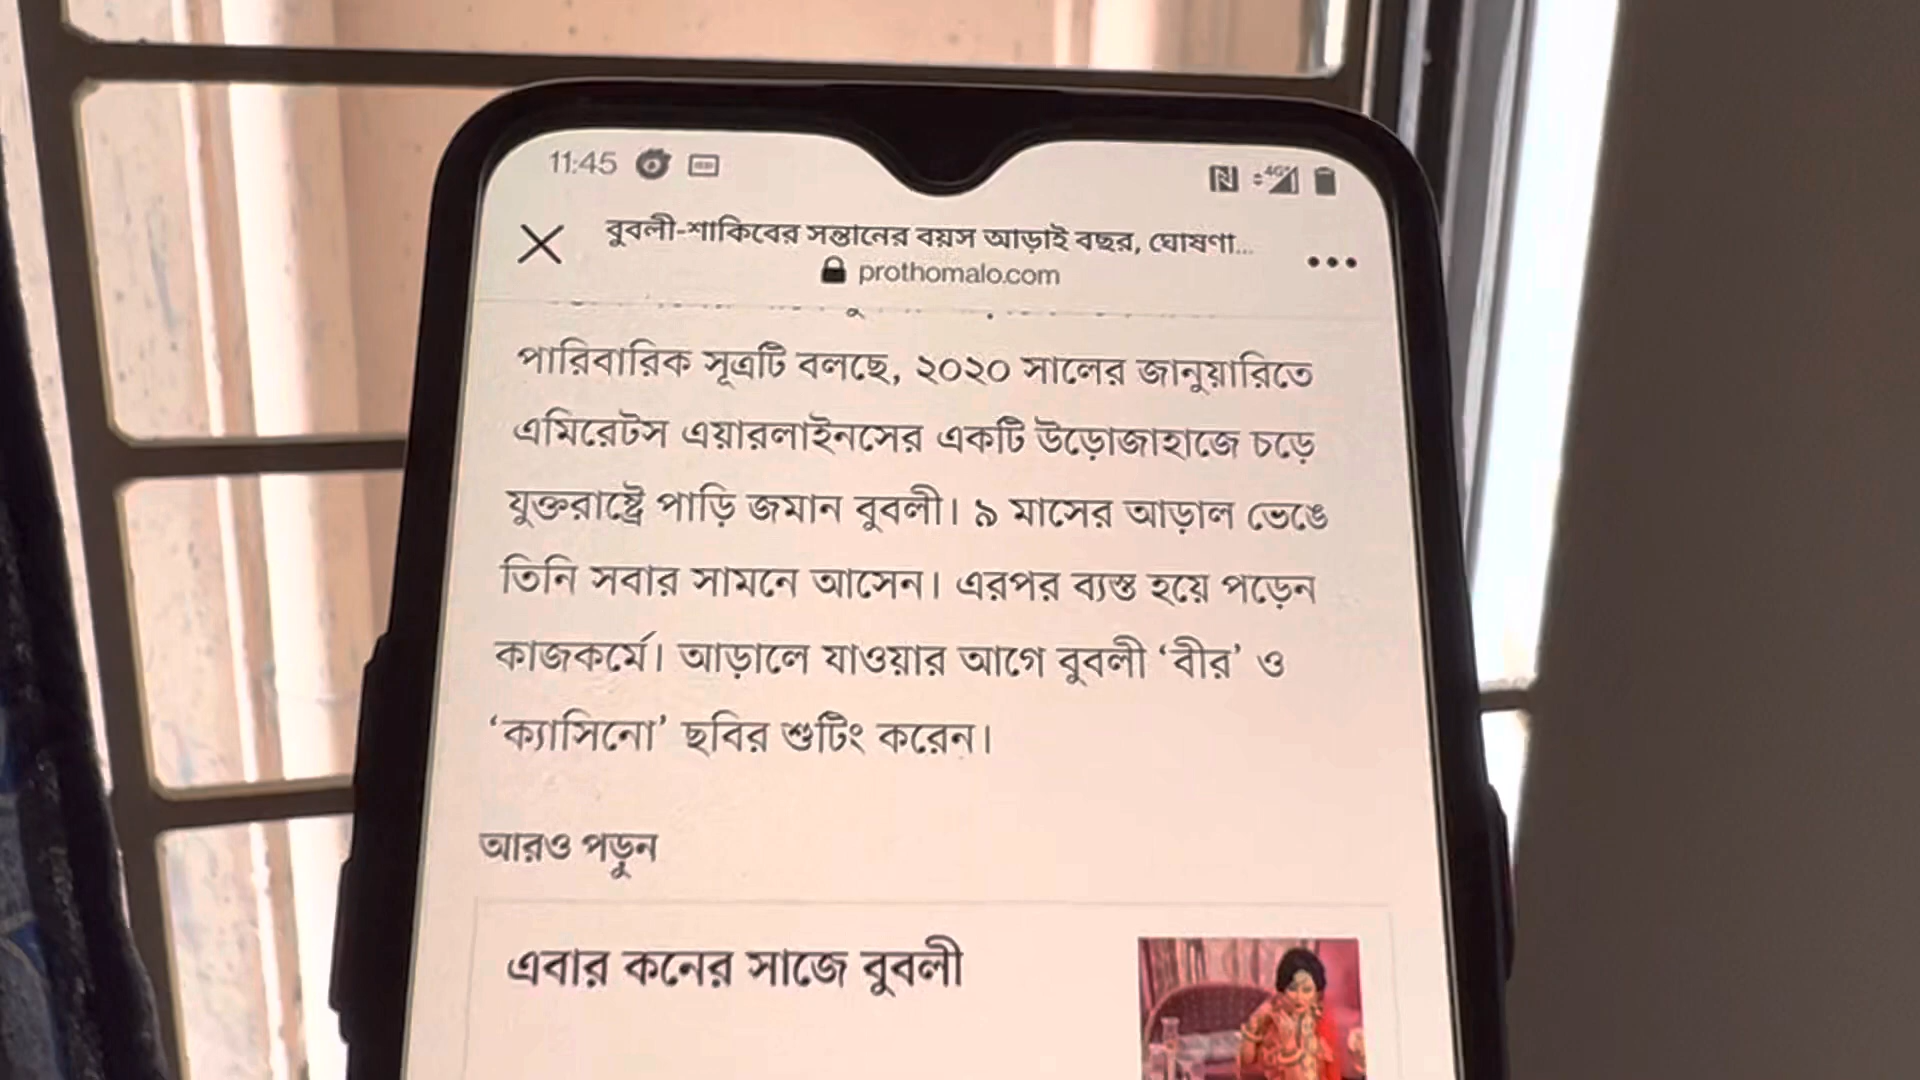 11:45
4G+
বুবলী-শাকিবের সন্তানের বয়স আড়াই বছর, ঘোষণা...
prothomalo.com
পারিবারিক সূত্রটি বলছে, ২০২০ সালের জানুয়ারিতে
এমিরেটস এয়ারলাইনসের একটি উড়োজাহাজে চড়ে
যুক্তরাষ্ট্রে পাড়ি জমান বুবলী। ৯ মাসের আড়াল ভেঙে
তিনি সবার সামনে আসেন। এরপর ব্যস্ত হয়ে পড়েন
কাজকর্মে। আড়ালে যাওয়ার আগে বুবলী ‘বীর’ ও
‘ক্যাসিনো’ ছবির শুটিং করেন।
আরও পড়ুন
এবার কনের সাজে বুবলী